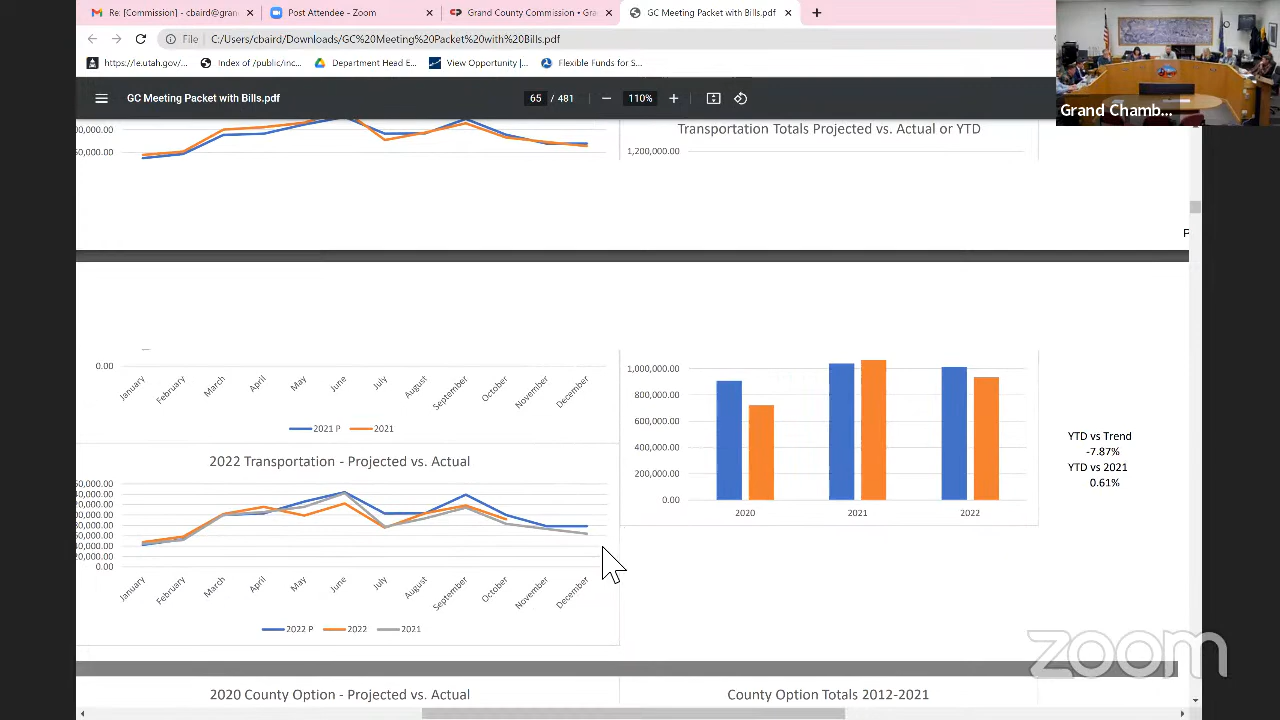 Re: [Commission] - cbaird@gran
Post Attendee - Zoom
Grand County Commission • Gra
GC Meeting Packet with Bills.pdf
File
C:/Users/cbaird/Downloads/GC%20Meeting%
Bills.pdf
https://le.utah.gov/...
Index of /public/inc...
Department Head E
View Opportunity
Flexible Funds for S...
GC Meeting Packet with Bills.pdf
65 / 481
110%
Grand Chamb...
Transportation Totals Projected vs. Actual or YTD
1,200,000.00
0.00
January
February
March
April
May
June
July
August
September
October
November
December
2021 P
2021
1,000,000.00
800,000.00
600,000.00
400,000.00
200,000.00
0.00
2020
2021
2022
YTD vs Trend
-7.87%
YTD vs 2021
0.61%
2022 Transportation - Projected vs. Actual
0.00
January
February
March
April
May
June
July
August
September
October
November
December
2022 P
2022
2021
zoom
2020 County Option - Projected vs. Actual
County Option Totals 2012-2021